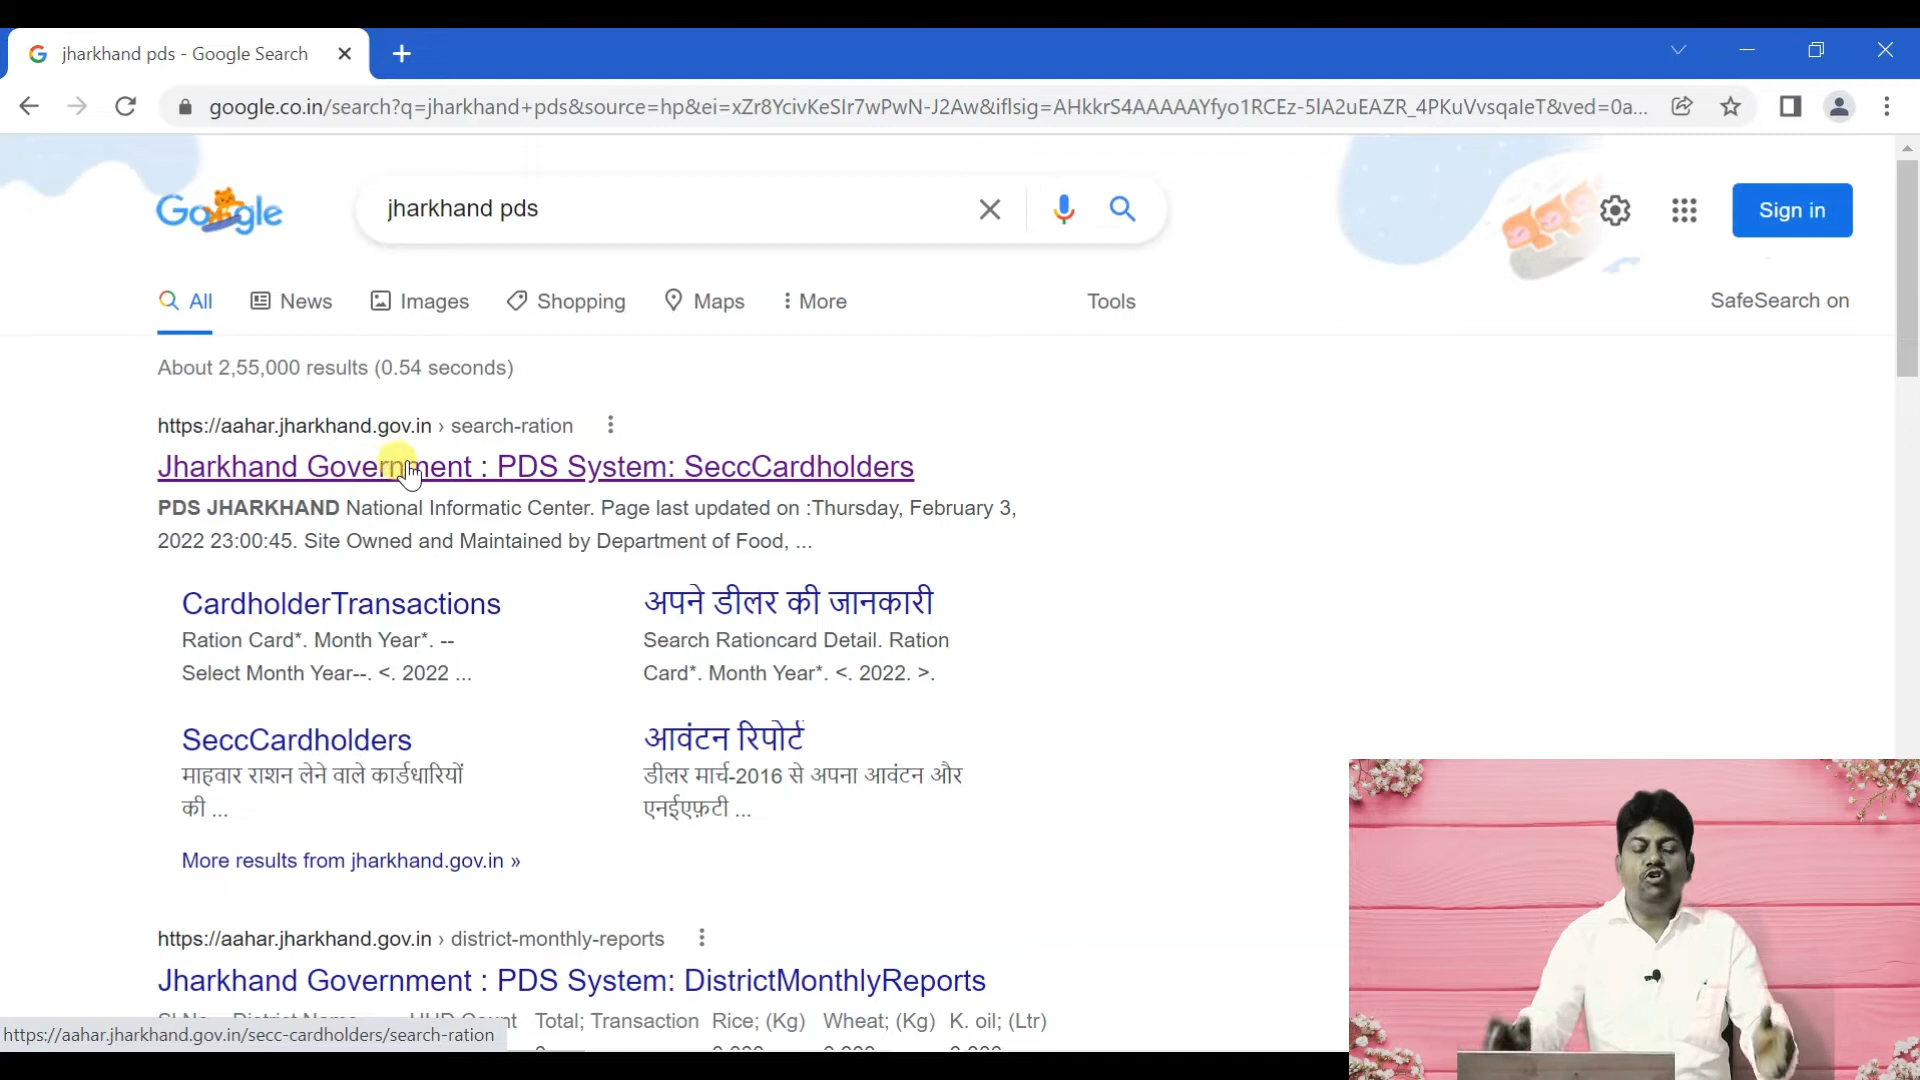 jharkhand pds - Google Search
google.co.in/search?q=jharkhand+pds&source=hp&ei=xZr8YcivKeSIr7wPwN-J2Aw&iflsig=AHkkrS4AAAAAYfyo1RCEz-5lA2uEAZR_4PKuVvsqaIeT&ved=0a...
Google
jharkhand pds
Sign in
All News Images Shopping Maps More Tools SafeSearch on
About 2,55,000 results (0.54 seconds)
https://aahar.jharkhand.gov.in › search-ration
Jharkhand Government : PDS System: SeccCardholders
PDS JHARKHAND National Informatic Center. Page last updated on :Thursday, February 3,
2022 23:00:45. Site Owned and Maintained by Department of Food, ...
CardholderTransactions
Ration Card*. Month Year*. --
Select Month Year--. <. 2022 ...
अपने डीलर की जानकारी
Search Rationcard Detail. Ration
Card*. Month Year*. <. 2022. >.
SeccCardholders
माहवार राशन लेने वाले कार्डधारियों
की ...
आवंटन रिपोर्ट
डीलर मार्च-2016 से अपना आवंटन और
एनईएफ़टी ...
More results from jharkhand.gov.in »
https://aahar.jharkhand.gov.in › district-monthly-reports
Jharkhand Government : PDS System: DistrictMonthlyReports
Total; Transaction Rice; (Kg) Wheat; (Kg) K. oil; (Ltr)
https://aahar.jharkhand.gov.in/secc-cardholders/search-ration